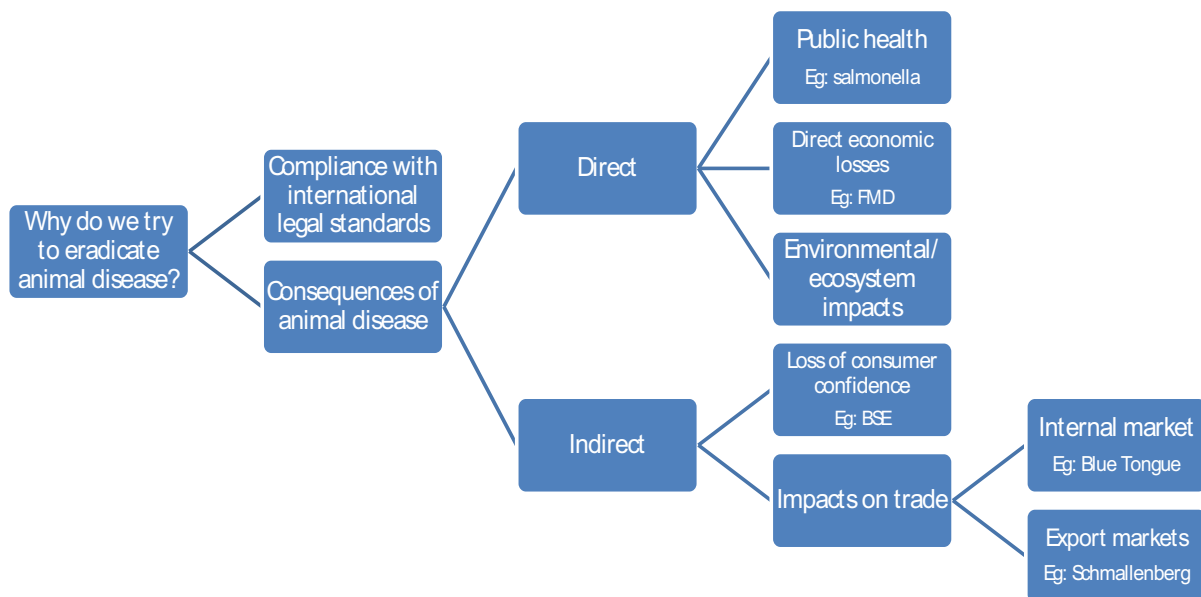 Why do we try
to eradicate
animal disease?
Compliance with
international
legal standards
Consequences of
animal disease
Direct
Public health
Eg: salmonella
Direct economic
losses
Eg: FMD
Environmental/
ecosystem
impacts
Indirect
Loss of consumer
confidence
Eg: BSE
Impacts on trade
Internal market
Eg: Blue Tongue
Export markets
Eg: Schmallenberg